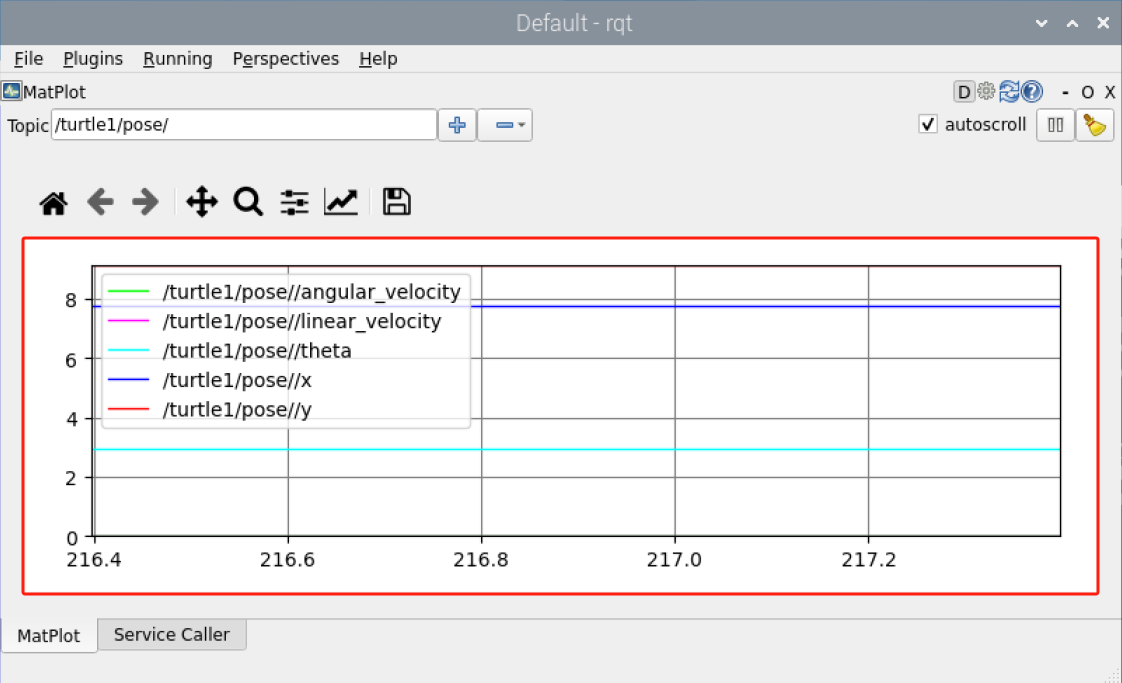 Default - rqt
File Plugins Running Perspectives Help
MatPlot D ? - O X
Topic /turtle1/pose/ autoscroll
/turtle1/pose//angular_velocity
/turtle1/pose//linear_velocity
/turtle1/pose//theta
/turtle1/pose//x
/turtle1/pose//y
8
6
4
2
0
216.4 216.6 216.8 217.0 217.2
MatPlot Service Caller